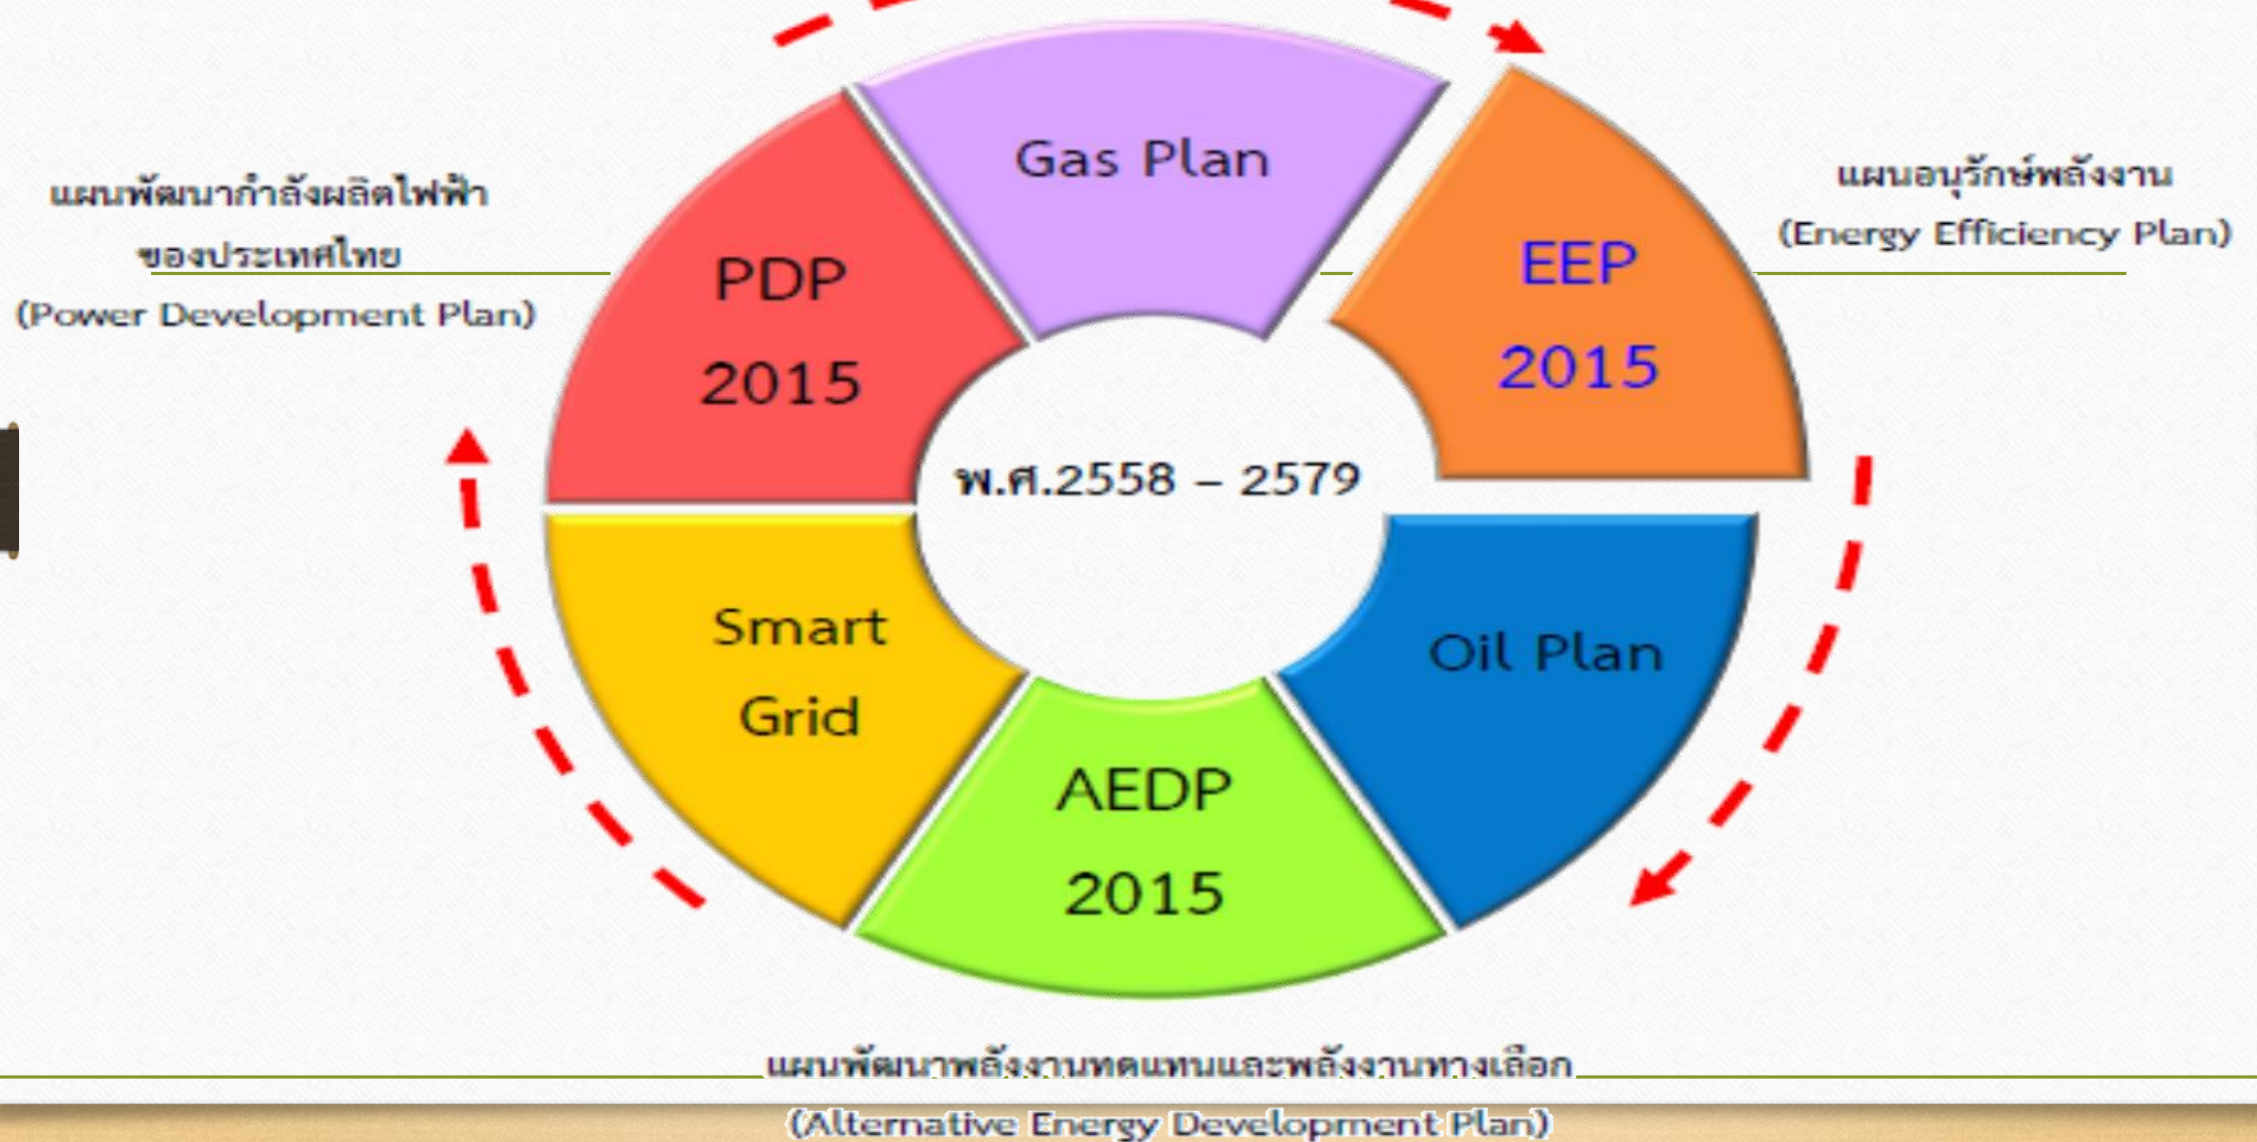 Gas Plan
แผนพัฒนากำลังผลิตไฟฟ้า
ของประเทศไทย
(Power Development Plan)
PDP
2015
EEP
2015
แผนอนุรักษ์พลังงาน
(Energy Efficiency Plan)
พ.ศ.2558 – 2579
Smart
Grid
Oil Plan
AEDP
2015
แผนพัฒนาพลังงานทดแทนและพลังงานทางเลือก
(Alternative Energy Development Plan)